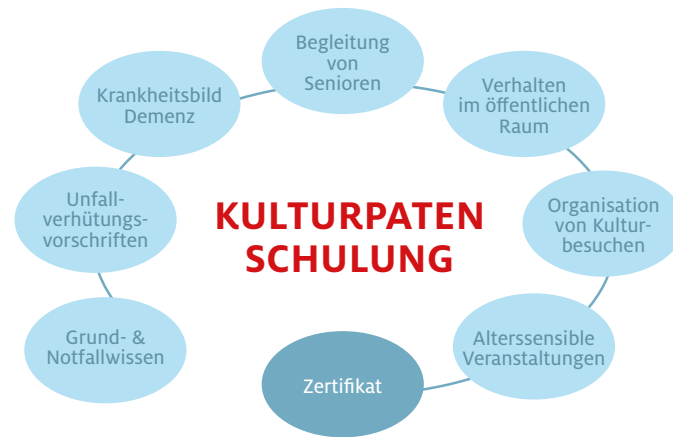 Begleitung
von
Senioren
Krankheitsbild
Demenz
Verhalten
im öffentlichen
Raum
Unfall-
verhütungs-
vorschriften
KULTURPATEN
SCHULUNG
Organisation
von Kultur-
besuchen
Grund- &
Notfallwissen
Alterssensible
Veranstaltungen
Zertifikat